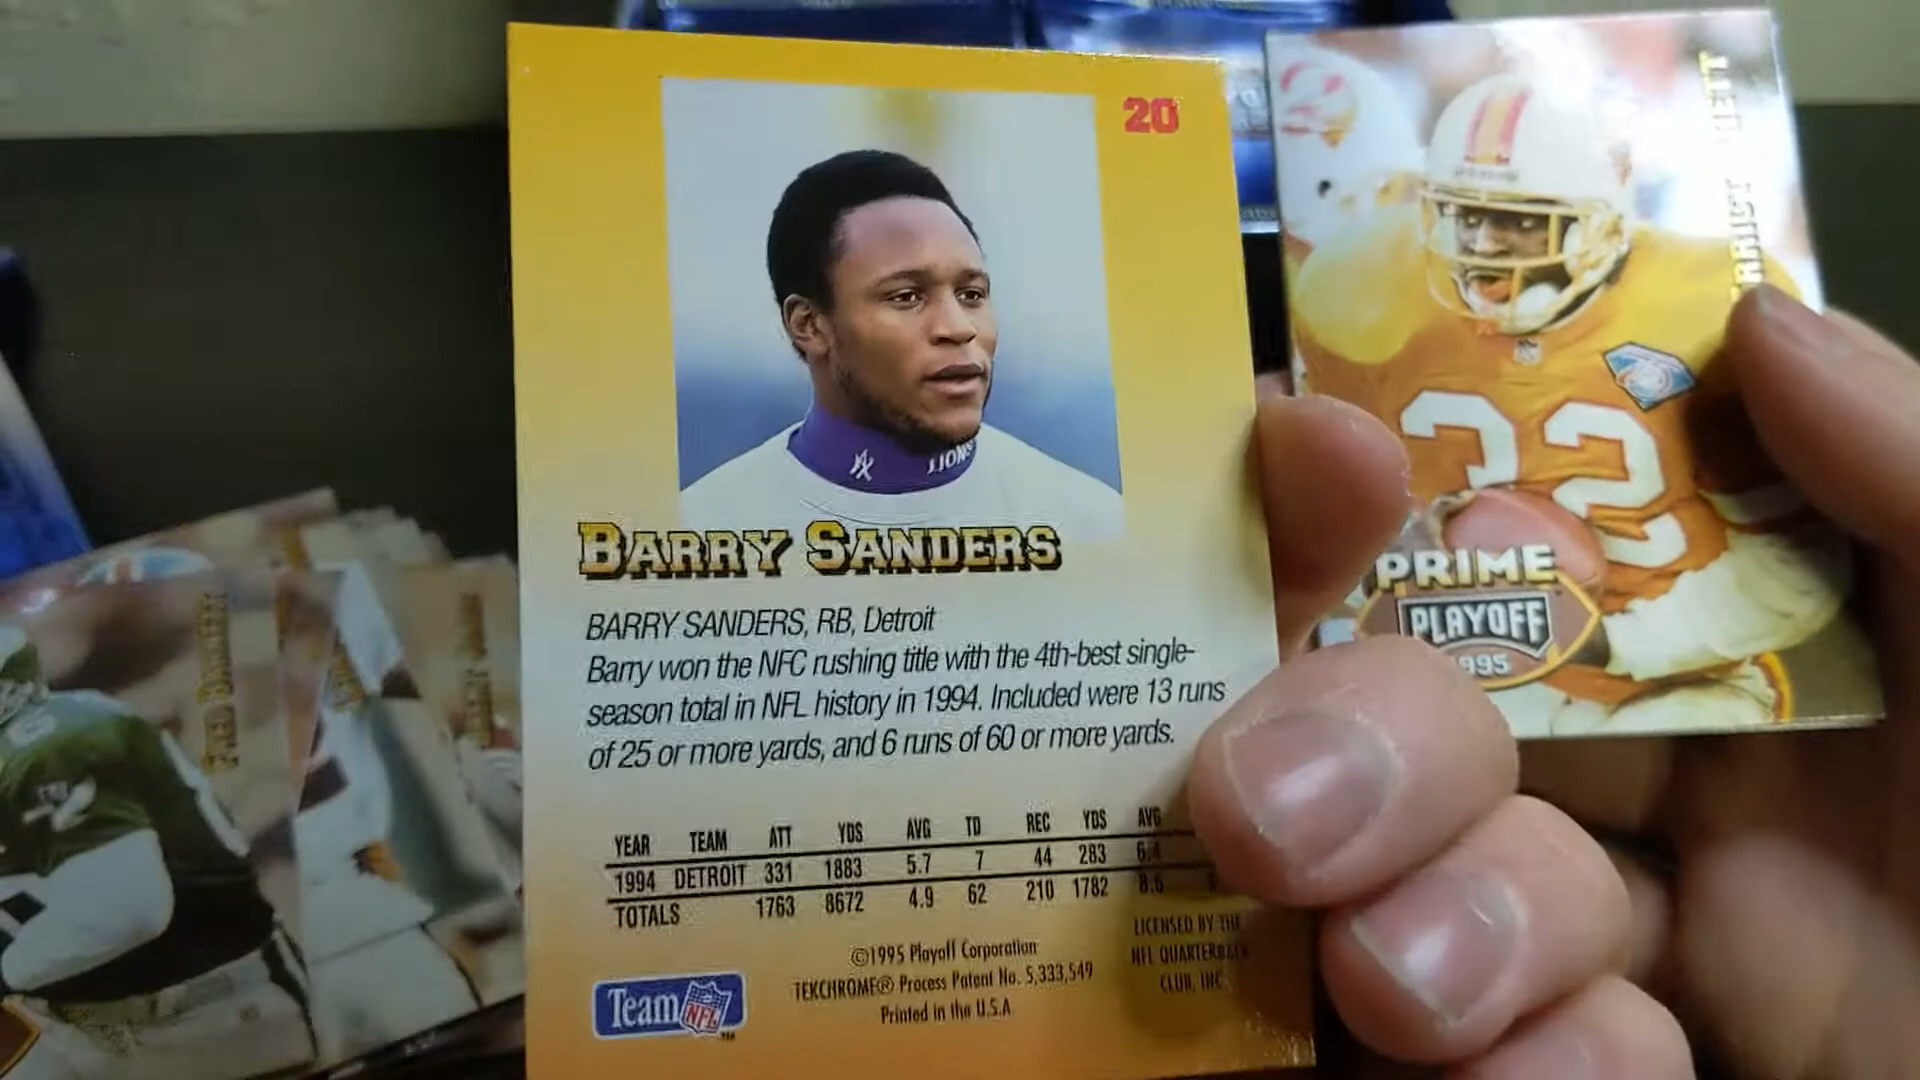 20
BARRY SANDERS
BARRY SANDERS, RB, Detroit
Barry won the NFC rushing title with the 4th-best single-
season total in NFL history in 1994. Included were 13 runs
of 25 or more yards, and 6 runs of 60 or more yards.
YEAR TEAM ATT YDS AVG TD REC YDS AVG
1994 DETROIT 331 1883 5.7 7 44 283 6.4
TOTALS 1763 8672 4.9 62 210 1782 8.5
©1995 Playoff Corporation
TEKCHROME® Process Patent No. 5,333,549
Printed in the U.S.A
LICENSED BY THE
NFL QUARTERBACK
CLUB, INC.
Team NFL
LIONS
32
PRIME
PLAYOFF
1995